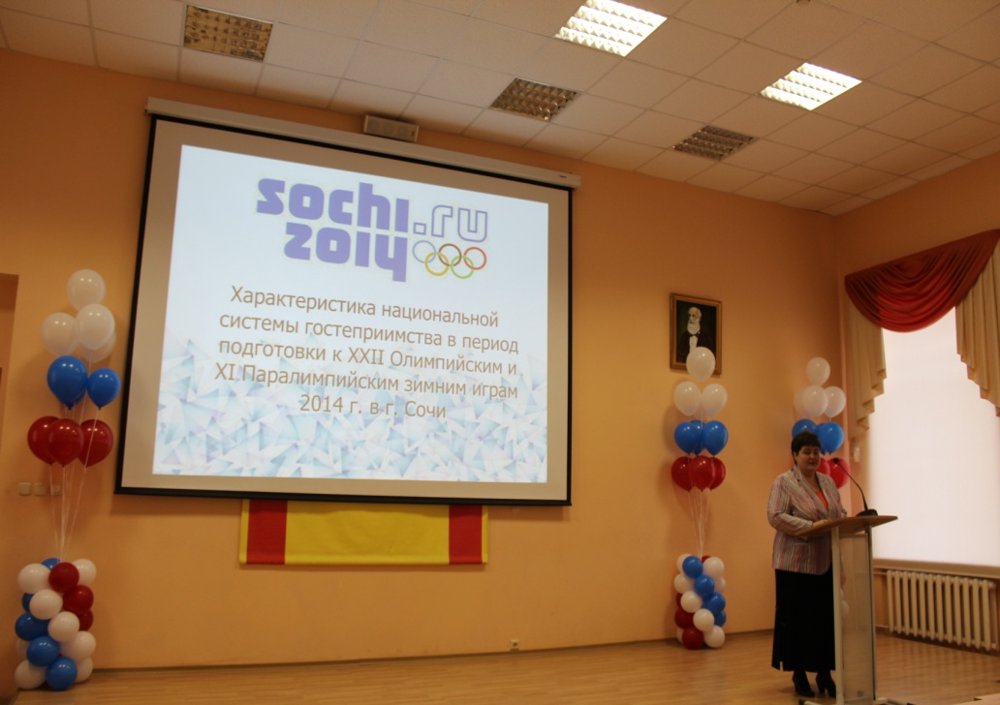 sochi.ru
2014
Характеристика национальной
системы гостеприимства в период
подготовки к XXII Олимпийским и
XI Паралимпийским зимним играм
2014 г. в г. Сочи